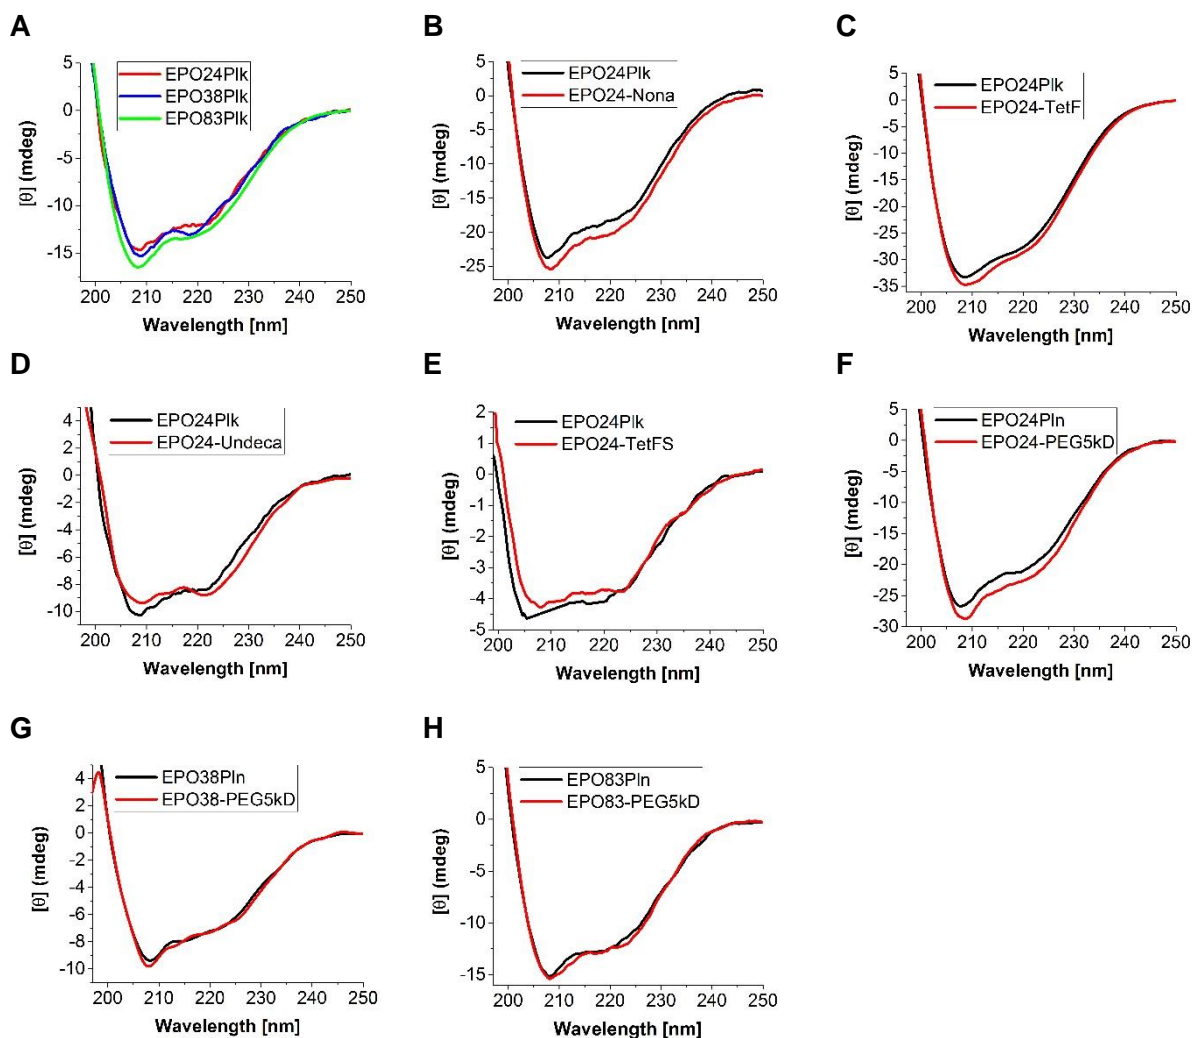 A
EPO24Plk
EPO38Plk
EPO83Plk
5
0
-5
-10
-15
[θ] (mdeg)
200 210 220 230 240 250
Wavelength [nm]
B
EPO24Plk
EPO24-Nona
5
0
-5
-10
-15
-20
-25
[θ] (mdeg)
200 210 220 230 240 250
Wavelength [nm]
C
EPO24Plk
EPO24-TetF
5
0
-5
-10
-15
-20
-25
-30
-35
[θ] (mdeg)
200 210 220 230 240 250
Wavelength [nm]
D
EPO24Plk
EPO24-Undeca
4
2
0
-2
-4
-6
-8
-10
[θ] (mdeg)
200 210 220 230 240 250
Wavelength [nm]
E
EPO24Plk
EPO24-TetFS
2
1
0
-1
-2
-3
-4
-5
[θ] (mdeg)
200 210 220 230 240 250
Wavelength [nm]
F
EPO24Pln
EPO24-PEG5kD
5
0
-5
-10
-15
-20
-25
-30
[θ] (mdeg)
200 210 220 230 240 250
Wavelength [nm]
G
EPO38Pln
EPO38-PEG5kD
4
2
0
-2
-4
-6
-8
-10
[θ] (mdeg)
200 210 220 230 240 250
Wavelength [nm]
H
EPO83Pln
EPO83-PEG5kD
5
0
-5
-10
-15
[θ] (mdeg)
200 210 220 230 240 250
Wavelength [nm]